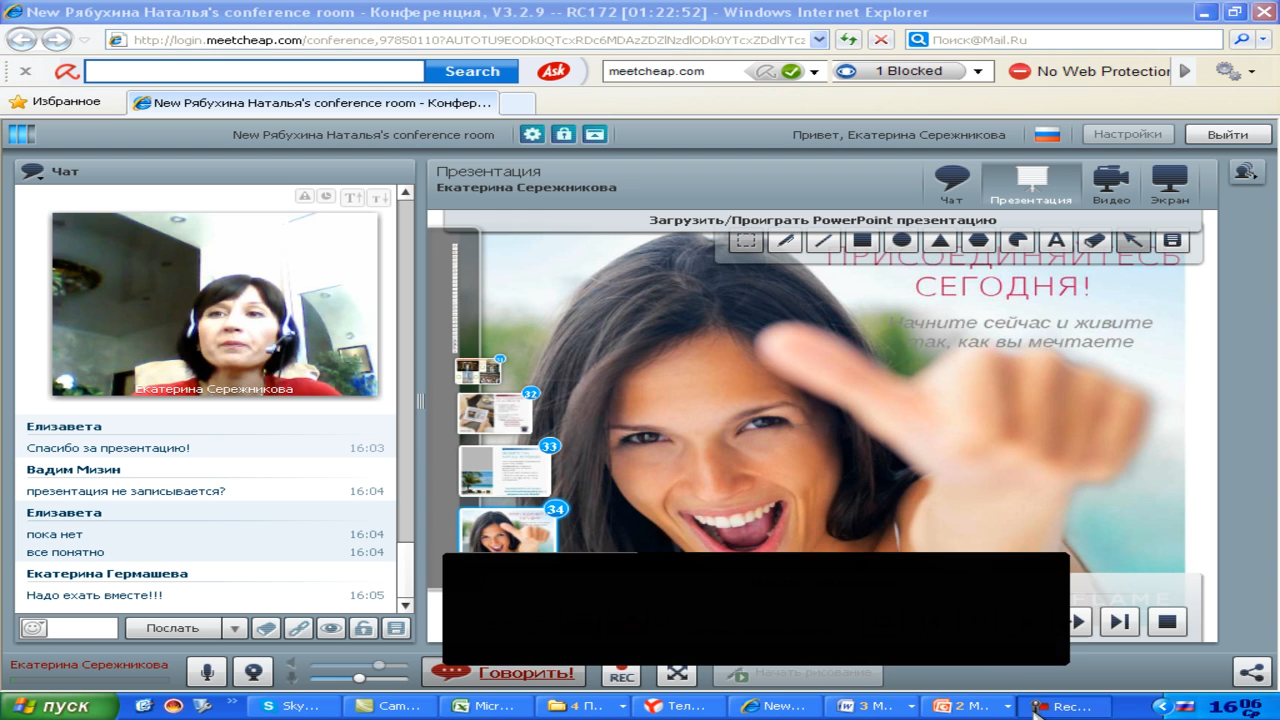 New Рябухина Наталья's conference room - Конференция, V3.2.9 -- RC172 [01:22:52] - Windows Internet Explorer
http://login.meetcheap.com/conference,97850110?
Поиск@Mail.Ru
Search
Ask
meetcheap.com
1 Blocked
No Web Protection
Избранное
New Рябухина Наталья's conference room - Конфер...
New Рябухина Наталья's conference room
Привет, Екатерина Сережникова
Настройки
Выйти
Чат
Презентация
Екатерина Сережникова
Чат
Презентация
Видео
Экран
Загрузить/Проиграть PowerPoint презентацию
ПРИСОЕДИНЯЙТЕСЬ
СЕГОДНЯ!
Начните сейчас и живите
так, как вы мечтаете
32
33
34
Екатерина Сережникова
Елизавета
Спасибо за презентацию! 16:03
Вадим Мизин
презентация не записывается? 16:04
Елизавета
пока нет 16:04
все понятно 16:04
Екатерина Гермашева
Надо ехать вместе!!! 16:05
Послать
Екатерина Сережникова
Говорить!
REC
Начать рисование
пуск
Sky...
Cam...
Micr...
4 П...
Тел...
New...
3 M...
2 M...
Rec...
16 06
Ср